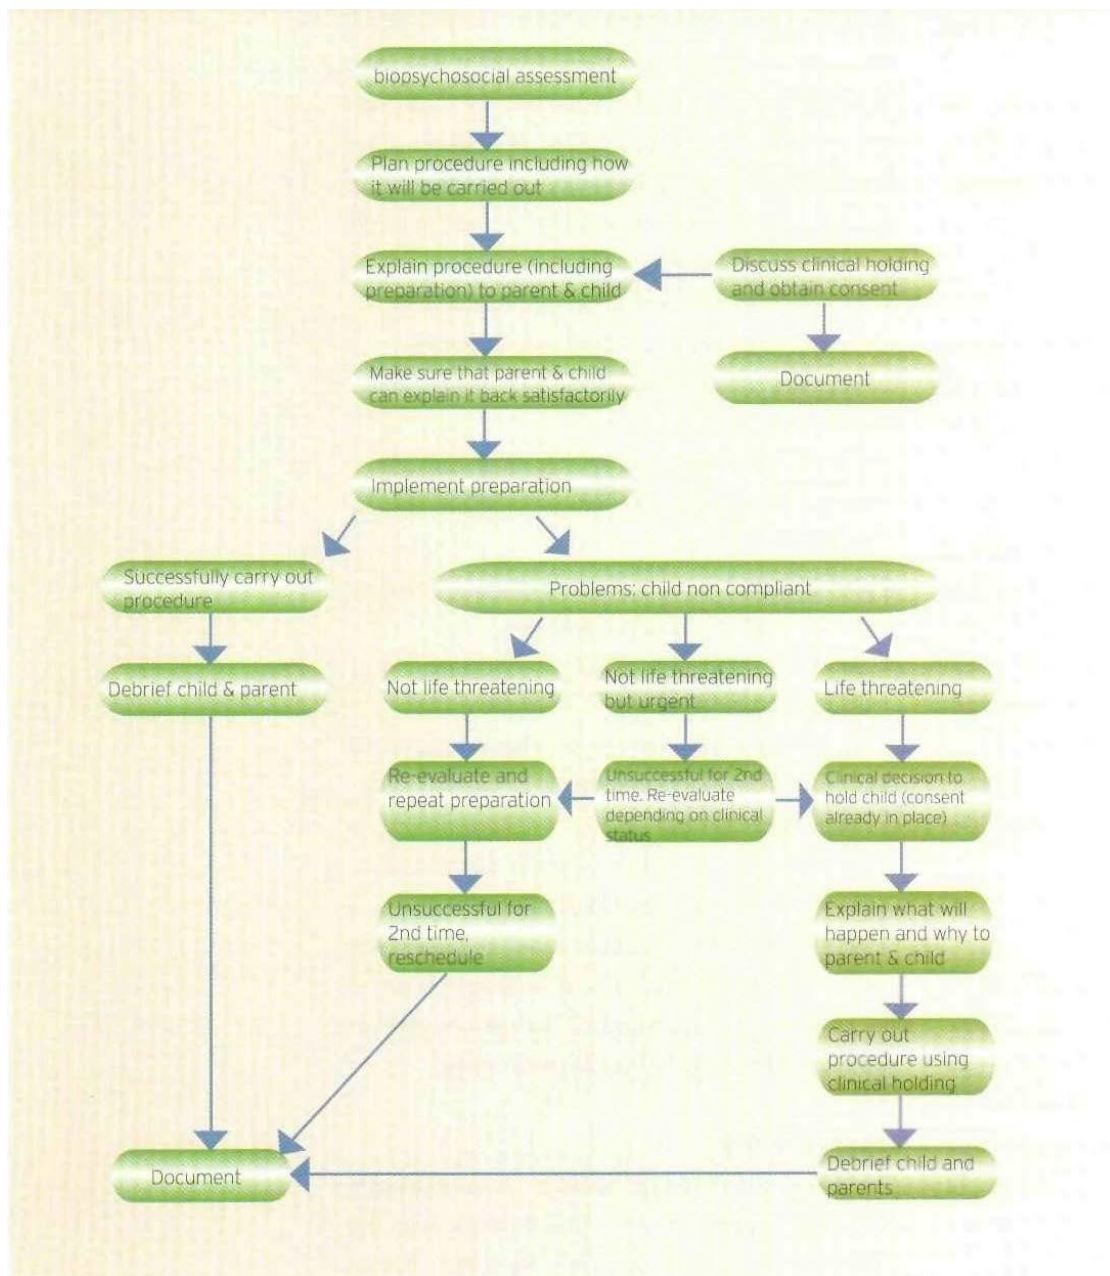 biopsychosocial assessment
Plan procedure including how
it will be carried out
Explain procedure (including
preparation) to parent & child
Discuss clinical holding
and obtain consent
Make sure that parent & child
can explain it back satisfactorily
Document
Implement preparation
Successfully carry out
procedure
Problems: child non compliant
Debrief child & parent
Not life threatening
Not life threatening
but urgent
Life threatening
Re-evaluate and
repeat preparation
Unsuccessful for 2nd
time. Re-evaluate
depending on clinical
status
Clinical decision to
hold child (consent
already in place)
Unsuccessful for
2nd time,
reschedule
Explain what will
happen and why to
parent & child
Carry out
procedure using
clinical holding
Document
Debrief child and
parents